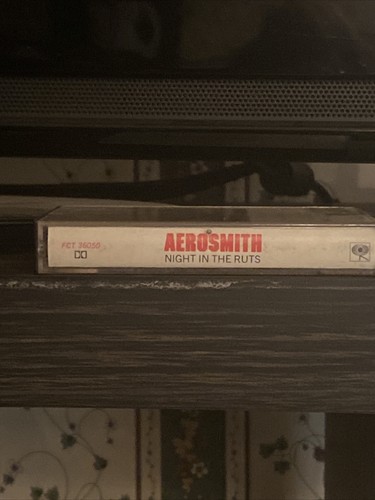 FCT 36050
AEROSMITH
NIGHT IN THE RUTS